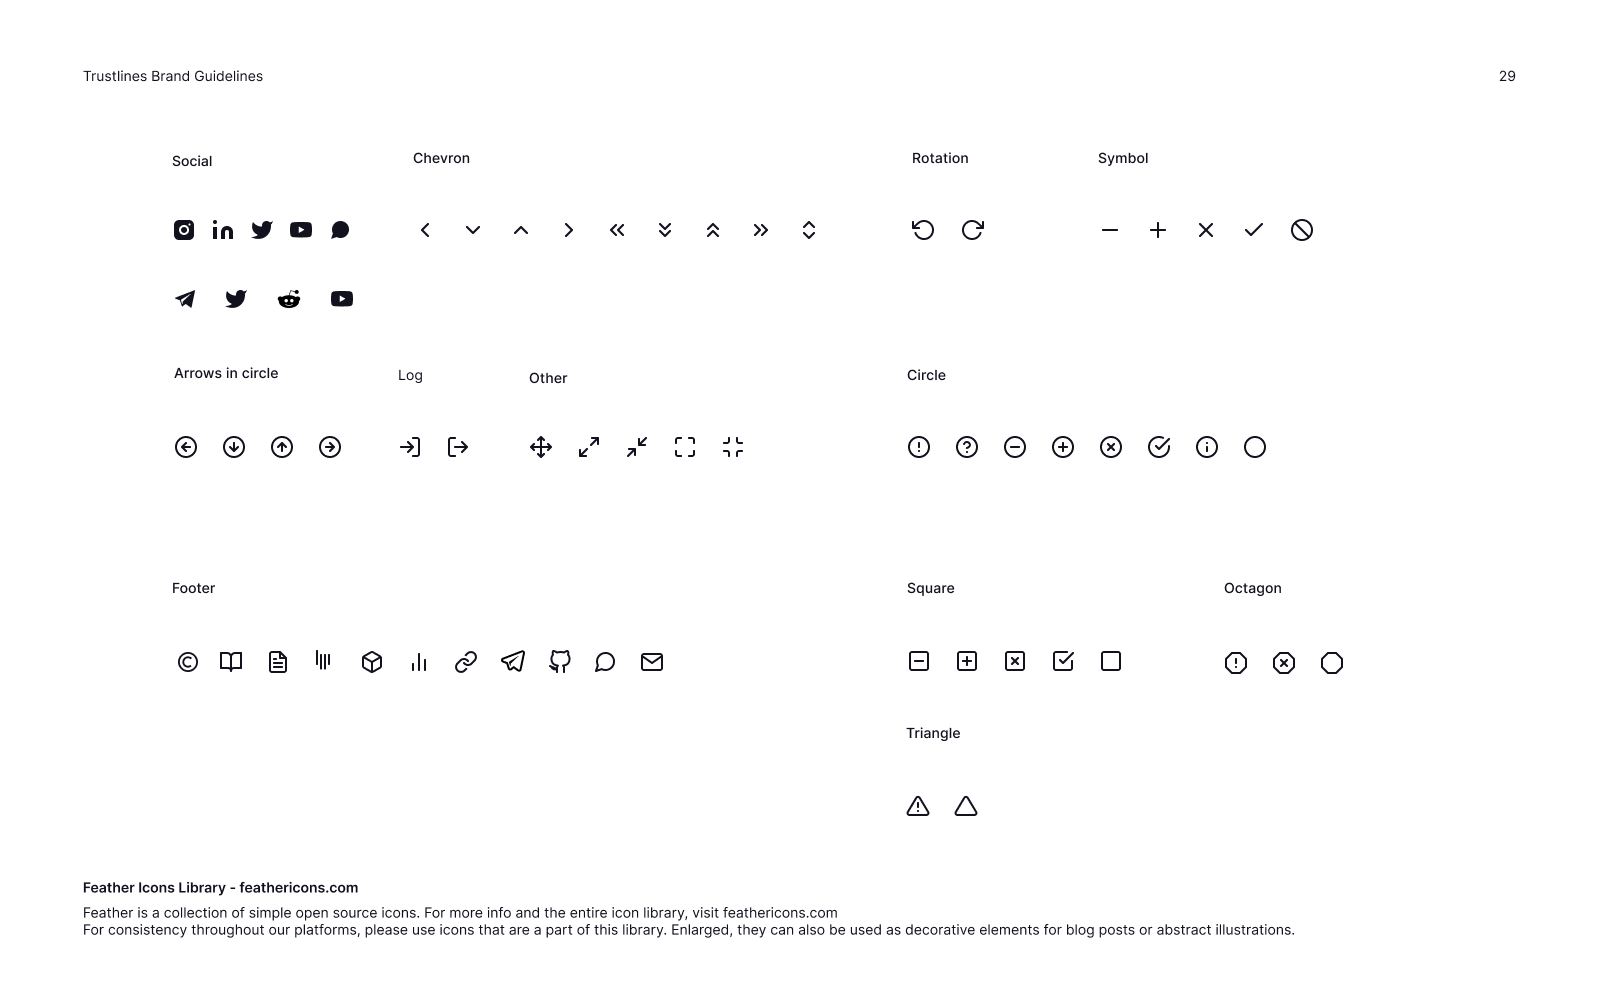 Trustlines Brand Guidelines
29
Social
Chevron
Rotation
Symbol
Arrows in circle
Log
Other
Circle
Footer
Square
Octagon
Triangle
Feather Icons Library - feathericons.com
Feather is a collection of simple open source icons. For more info and the entire icon library, visit feathericons.com
For consistency throughout our platforms, please use icons that are a part of this library. Enlarged, they can also be used as decorative elements for blog posts or abstract illustrations.